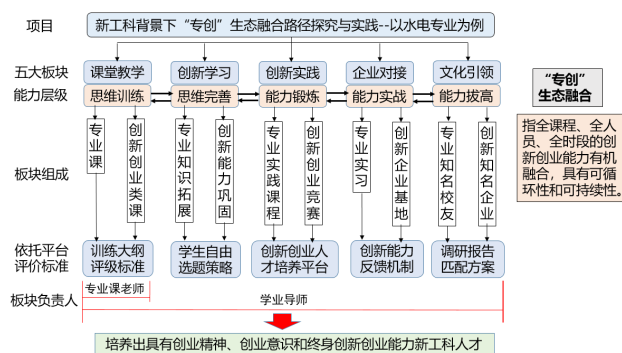 项目
新工科背景下“专创”生态融合路径探究与实践--以水电专业为例
五大板块
课堂教学
创新学习
创新实践
企业对接
文化引领
能力层级
思维训练
思维完善
能力锻炼
能力实战
能力拔高
板块组成
专业课
创新创业类课
专业知识拓展
创新能力巩固
专业实践课程
创新创业竞赛
专业实习
创新企业基地
专业知名校友
创新知名企业
依托平台
评价标准
训练大纲
评级标准
学生自由
选题策略
创新创业人
才培养平台
创新能力
反馈机制
调研报告
匹配方案
板块负责人
专业课老师
学业导师
培养出具有创业精神、创业意识和终身创新创业能力新工科人才
“专创”
生态融合
指全课程、全人
员、全时段的创
新创业能力有机
融合，具有可循
环性和可持续性。